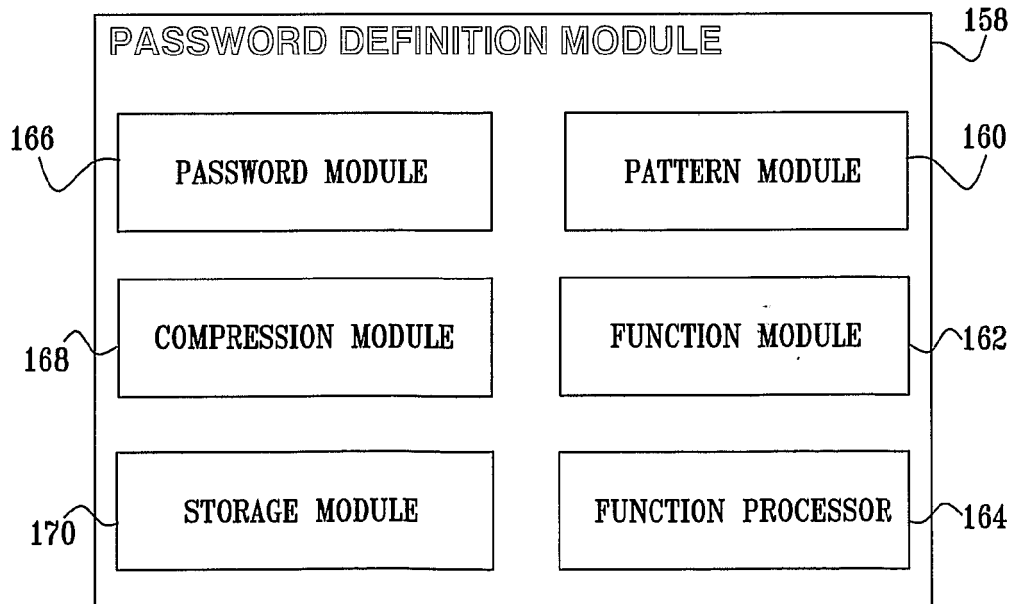 PASSWORD DEFINITION MODULE
158
166
PASSWORD MODULE
PATTERN MODULE
160
168
COMPRESSION MODULE
FUNCTION MODULE
162
170
STORAGE MODULE
FUNCTION PROCESSOR
164